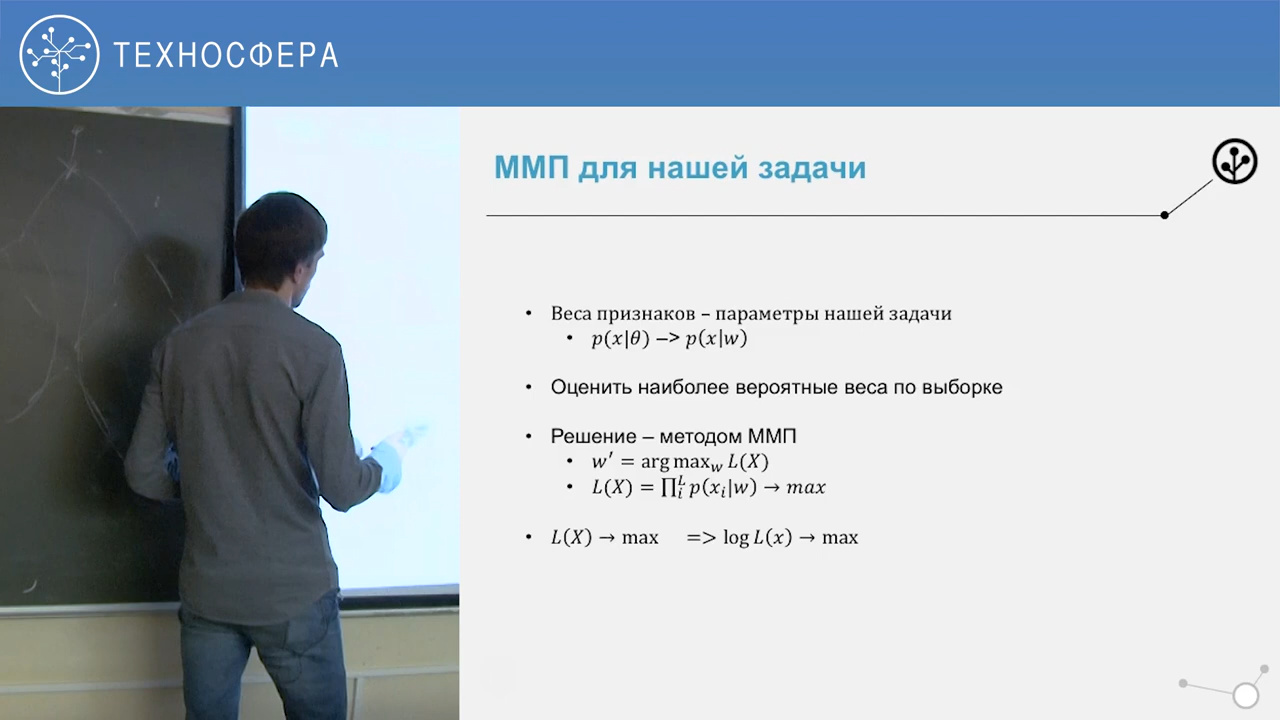 ТЕХНОСФЕРА
ММП для нашей задачи
• Веса признаков – параметры нашей задачи
• p(x|θ) –> p(x|w)
• Оценить наиболее вероятные веса по выборке
• Решение – методом ММП
• w′ = arg max_w L(X)
• L(X) = ∏_i^L p(x_i|w) → max
• L(X) → max => log L(x) → max